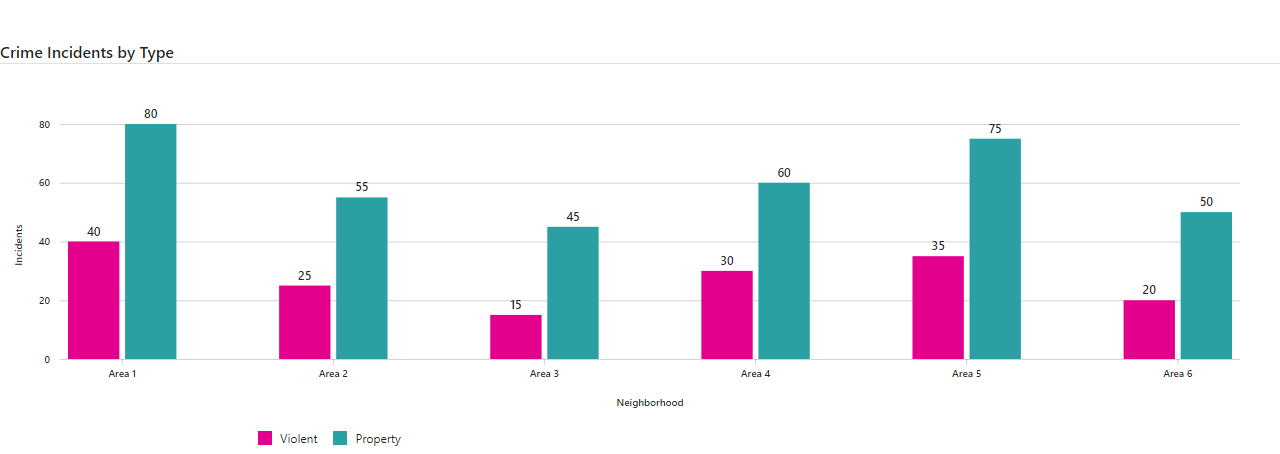 Crime Incidents by Type
80
60
40
20
0
Incidents
40
80
25
55
15
45
30
60
35
75
20
50
Area 1
Area 2
Area 3
Area 4
Area 5
Area 6
Neighborhood
Violent
Property